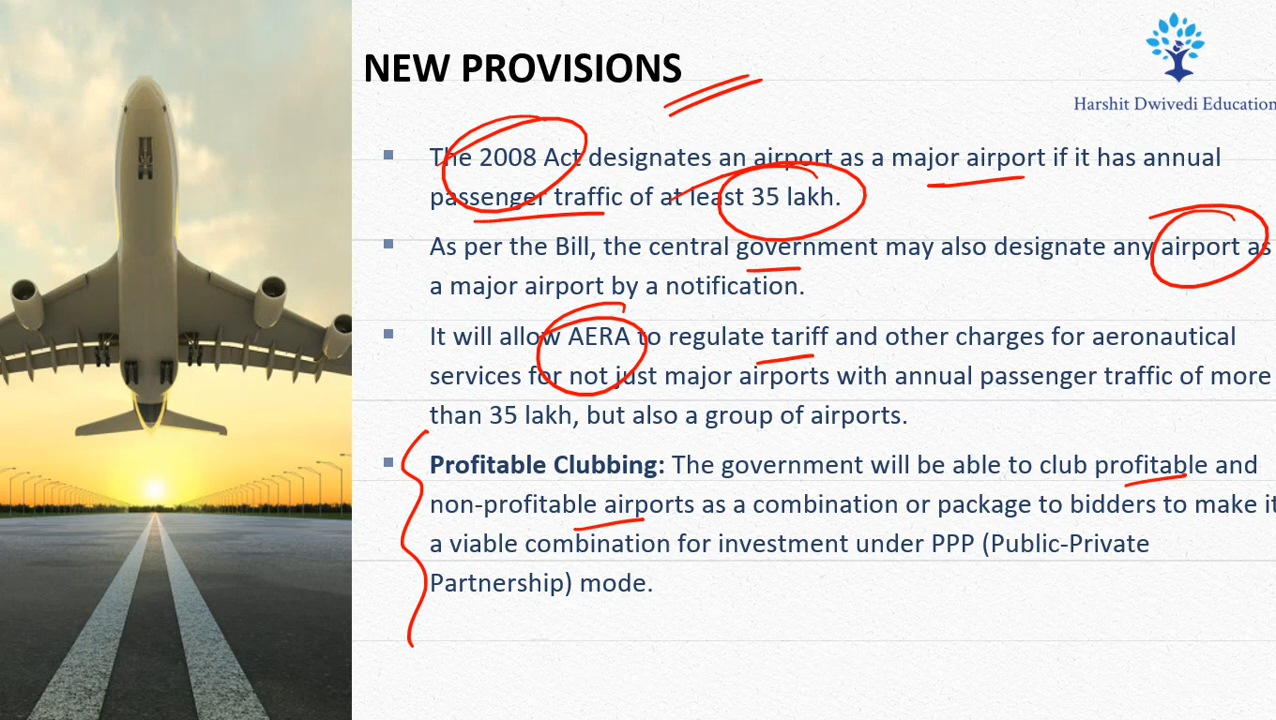 NEW PROVISIONS
Harshit Dwivedi Education
The 2008 Act designates an airport as a major airport if it has annual
passenger traffic of at least 35 lakh.
As per the Bill, the central government may also designate any airport as
a major airport by a notification.
It will allow AERA to regulate tariff and other charges for aeronautical
services for not just major airports with annual passenger traffic of more
than 35 lakh, but also a group of airports.
Profitable Clubbing: The government will be able to club profitable and
non-profitable airports as a combination or package to bidders to make it
a viable combination for investment under PPP (Public-Private
Partnership) mode.